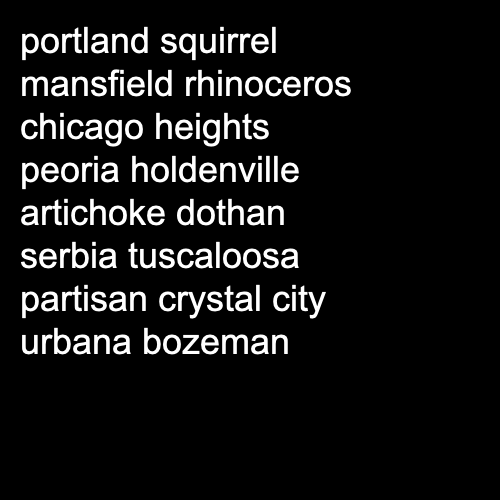 portland squirrel
mansfield rhinoceros
chicago heights
peoria holdenville
artichoke dothan
serbia tuscaloosa
partisan crystal city
urbana bozeman